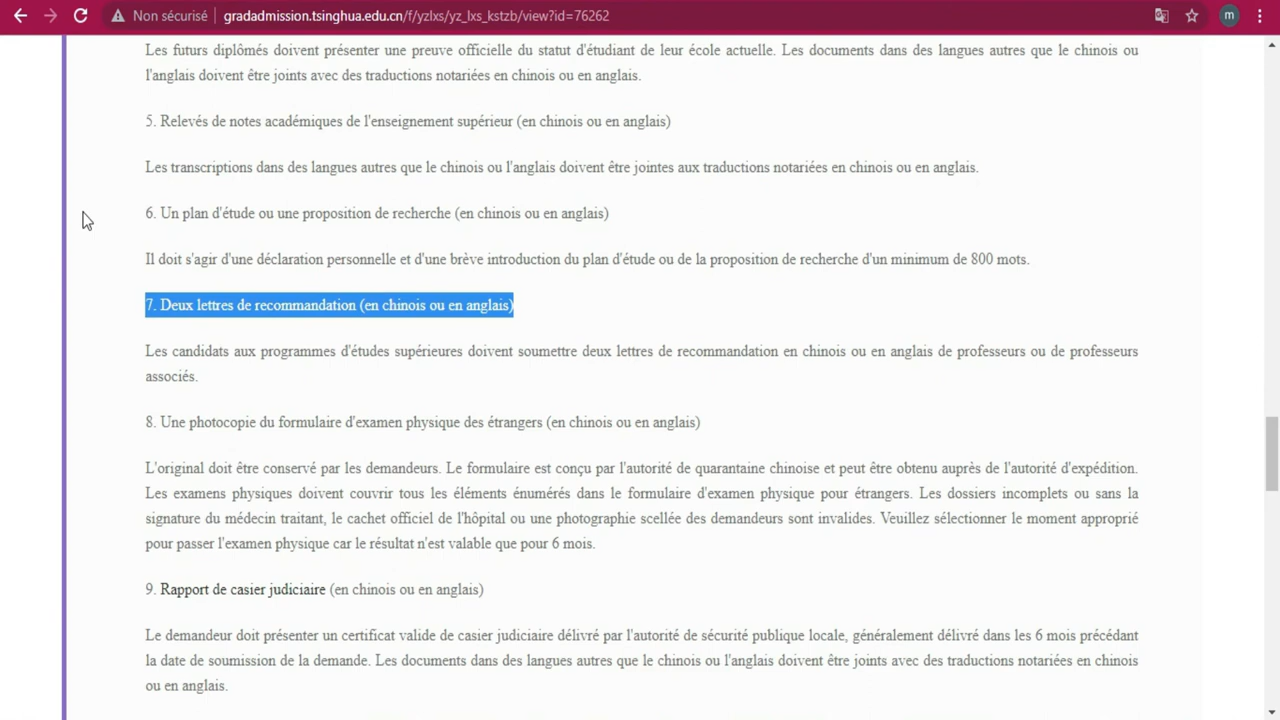 Non sécurisé | gradadmission.tsinghua.edu.cn/f/yzlxs/yz_lxs_kstzb/view?id=76262
m
Les futurs diplômés doivent présenter une preuve officielle du statut d'étudiant de leur école actuelle. Les documents dans des langues autres que le chinois ou
l'anglais doivent être joints avec des traductions notariées en chinois ou en anglais.
5. Relevés de notes académiques de l'enseignement supérieur (en chinois ou en anglais)
Les transcriptions dans des langues autres que le chinois ou l'anglais doivent être jointes aux traductions notariées en chinois ou en anglais.
6. Un plan d'étude ou une proposition de recherche (en chinois ou en anglais)
Il doit s'agir d'une déclaration personnelle et d'une brève introduction du plan d'étude ou de la proposition de recherche d'un minimum de 800 mots.
7. Deux lettres de recommandation (en chinois ou en anglais)
Les candidats aux programmes d'études supérieures doivent soumettre deux lettres de recommandation en chinois ou en anglais de professeurs ou de professeurs
associés.
8. Une photocopie du formulaire d'examen physique des étrangers (en chinois ou en anglais)
L'original doit être conservé par les demandeurs. Le formulaire est conçu par l'autorité de quarantaine chinoise et peut être obtenu auprès de l'autorité d'expédition.
Les examens physiques doivent couvrir tous les éléments énumérés dans le formulaire d'examen physique pour étrangers. Les dossiers incomplets ou sans la
signature du médecin traitant, le cachet officiel de l'hôpital ou une photographie scellée des demandeurs sont invalides. Veuillez sélectionner le moment approprié
pour passer l'examen physique car le résultat n'est valable que pour 6 mois.
9. Rapport de casier judiciaire (en chinois ou en anglais)
Le demandeur doit présenter un certificat valide de casier judiciaire délivré par l'autorité de sécurité publique locale, généralement délivré dans les 6 mois précédant
la date de soumission de la demande. Les documents dans des langues autres que le chinois ou l'anglais doivent être joints avec des traductions notariées en chinois
ou en anglais.